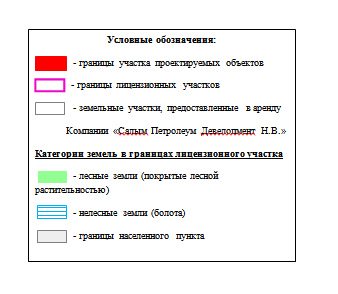 Условные обозначения:
- границы участка проектируемых объектов
- границы лицензионных участков
- земельные участки, предоставленные в аренду
Компании «Салым Петролеум Девелопмент Н.В.»
Категории земель в границах лицензионного участка
- лесные земли (покрытые лесной
растительностью)
- нелесные земли (болота)
- границы населенного пункта